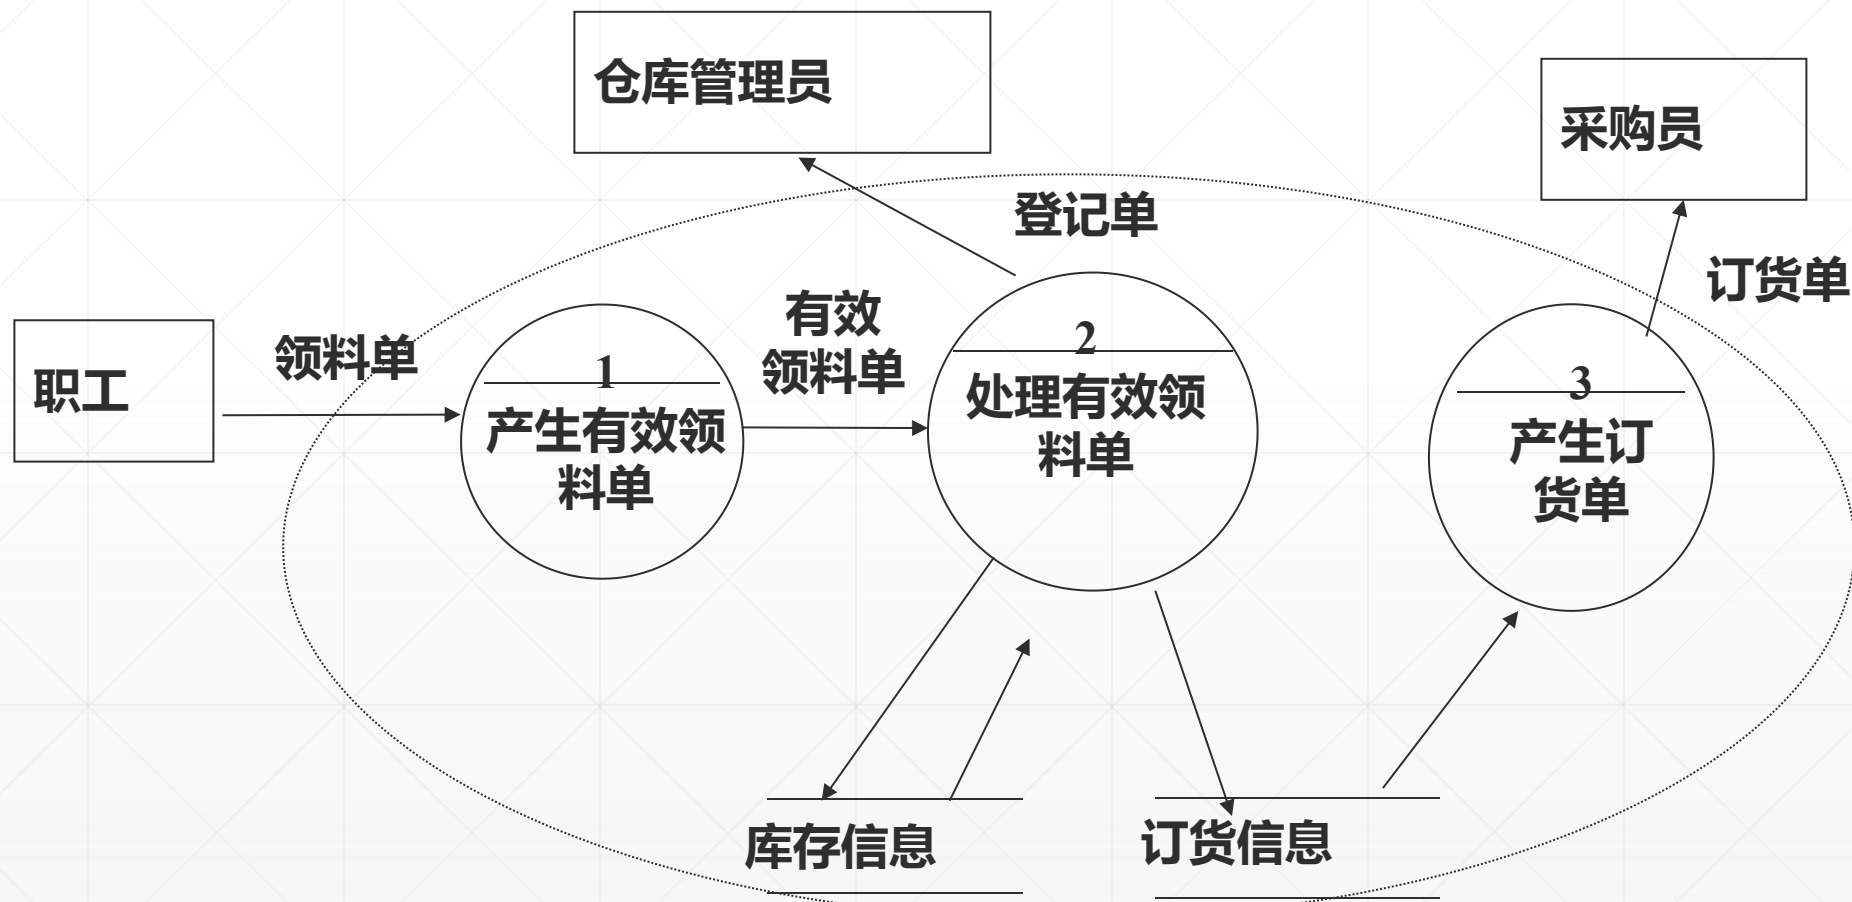 仓库管理员
采购员
登记单
订货单
职工
领料单
有效
领料单
1
产生有效领
料单
2
处理有效领
料单
3
产生订
货单
库存信息
订货信息